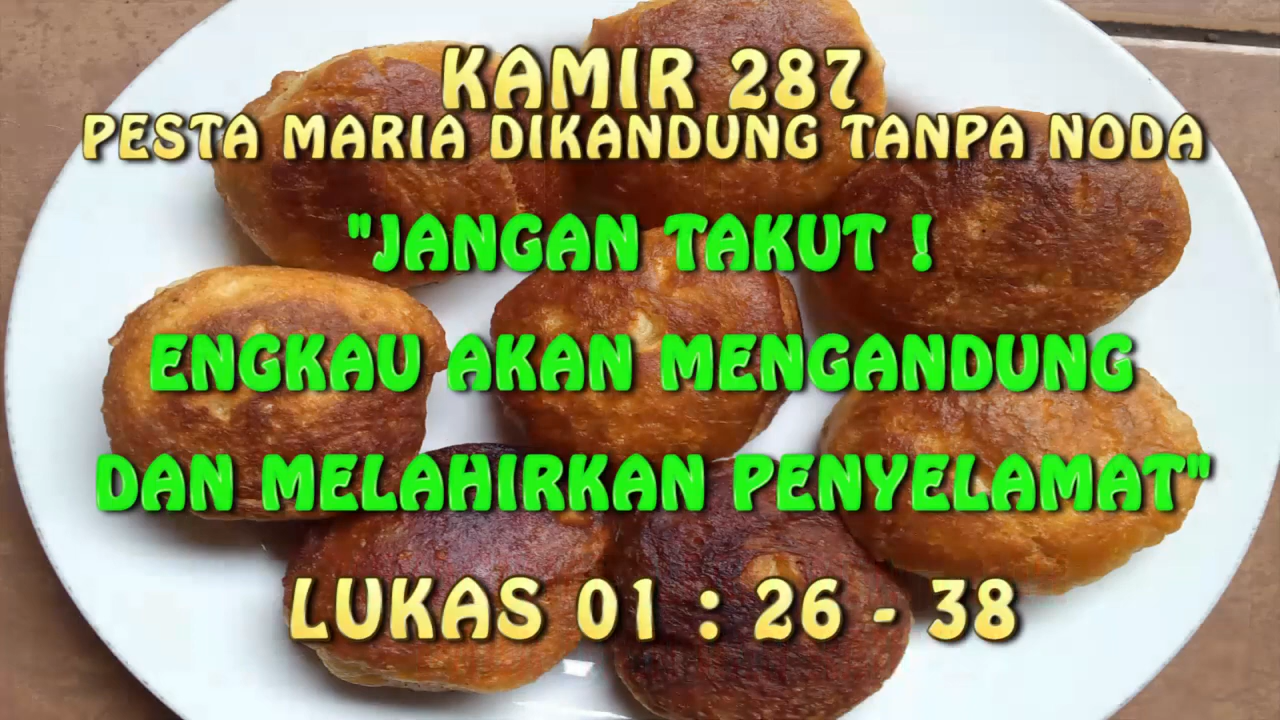 KAMIR 287
PESTA MARIA DIKANDUNG TANPA NODA
"JANGAN TAKUT !
ENGKAU AKAN MENGANDUNG
DAN MELAHIRKAN PENYELAMAT"
LUKAS 01 : 26 - 38